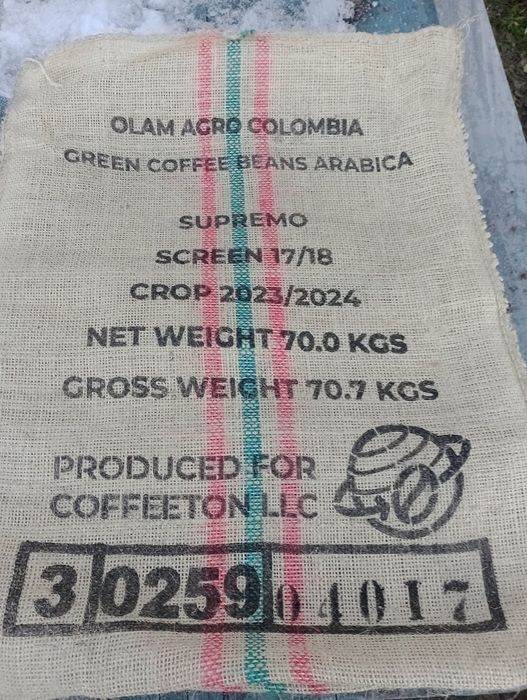 OLAM AGRO COLOMBIA
GREEN COFFEE BEANS ARABICA
SUPREMO
SCREEN 17/18
CROP 2023/2024
NET WEIGHT 70.0 KGS
GROSS WEIGHT 70.7 KGS
PRODUCED FOR
COFFEETON LLC
3 0259 04017